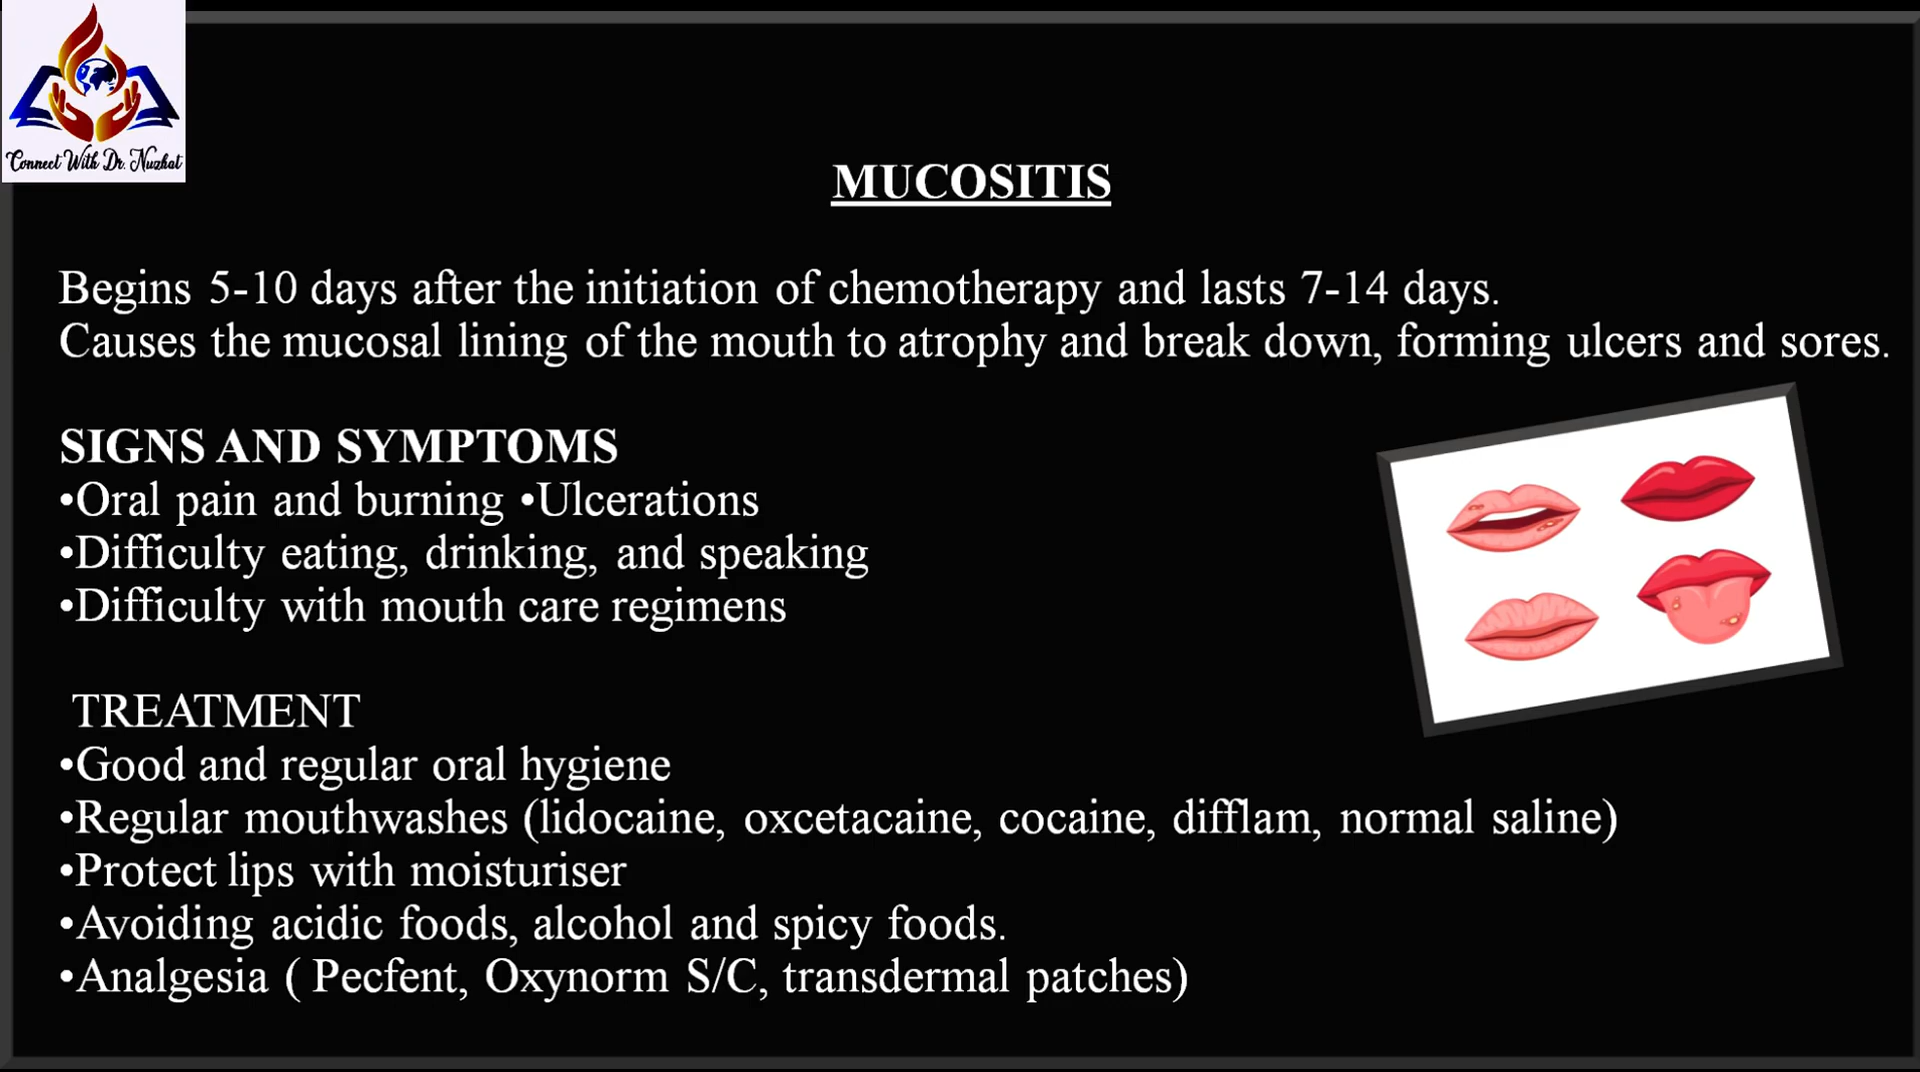 Connect With Dr. Nuzhat
MUCOSITIS
Begins 5-10 days after the initiation of chemotherapy and lasts 7-14 days.
Causes the mucosal lining of the mouth to atrophy and break down, forming ulcers and sores.
SIGNS AND SYMPTOMS
•Oral pain and burning •Ulcerations
•Difficulty eating, drinking, and speaking
•Difficulty with mouth care regimens
TREATMENT
•Good and regular oral hygiene
•Regular mouthwashes (lidocaine, oxcetacaine, cocaine, difflam, normal saline)
•Protect lips with moisturiser
•Avoiding acidic foods, alcohol and spicy foods.
•Analgesia ( Pecfent, Oxynorm S/C, transdermal patches)